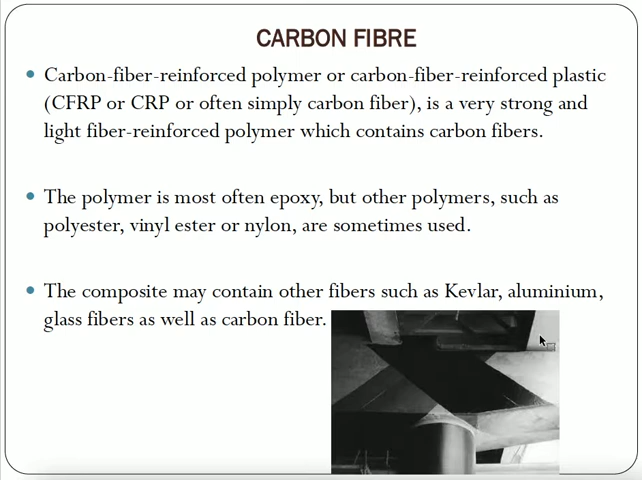 CARBON FIBRE
Carbon-fiber-reinforced polymer or carbon-fiber-reinforced plastic
(CFRP or CRP or often simply carbon fiber), is a very strong and
light fiber-reinforced polymer which contains carbon fibers.
The polymer is most often epoxy, but other polymers, such as
polyester, vinyl ester or nylon, are sometimes used.
The composite may contain other fibers such as Kevlar, aluminium,
glass fibers as well as carbon fiber.